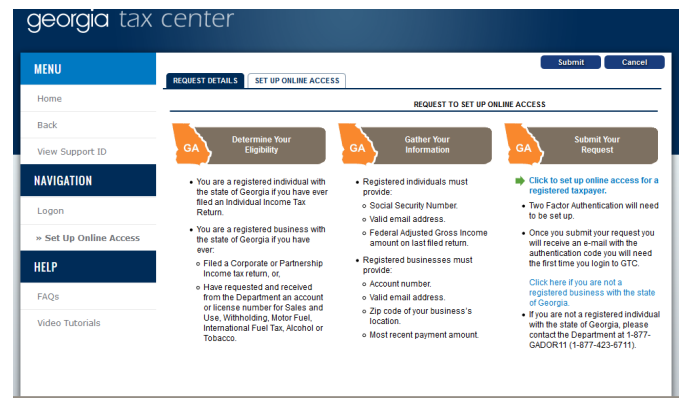 georgia tax center
Submit
Cancel
MENU
Home
Back
View Support ID
NAVIGATION
Logon
» Set Up Online Access
HELP
FAQs
Video Tutorials
REQUEST DETAILS
SET UP ONLINE ACCESS
REQUEST TO SET UP ONLINE ACCESS
GA
Determine Your
Eligibility
• You are a registered individual with
the state of Georgia if you have ever
filed an Individual Income Tax
Return.
• You are a registered business with
the state of Georgia if you have
ever:
o Filed a Corporate or Partnership
Income tax return, or,
o Have requested and received
from the Department an account
or license number for Sales and
Use, Withholding, Motor Fuel,
International Fuel Tax, Alcohol or
Tobacco.
GA
Gather Your
Information
• Registered individuals must
provide:
o Social Security Number.
o Valid email address.
o Federal Adjusted Gross Income
amount on last filed return.
• Registered businesses must
provide:
o Account number.
o Valid email address.
o Zip code of your business's
location.
o Most recent payment amount.
GA
Submit Your
Request
Click to set up online access for a
registered taxpayer.
• Two Factor Authentication will need
to be set up.
• Once you submit your request you
will receive an e-mail with the
authentication code you will need
the first time you login to GTC.
Click here if you are not a
registered business with the state
of Georgia.
• If you are not a registered individual
with the state of Georgia, please
contact the Department at 1-877-
GADOR11 (1-877-423-6711).